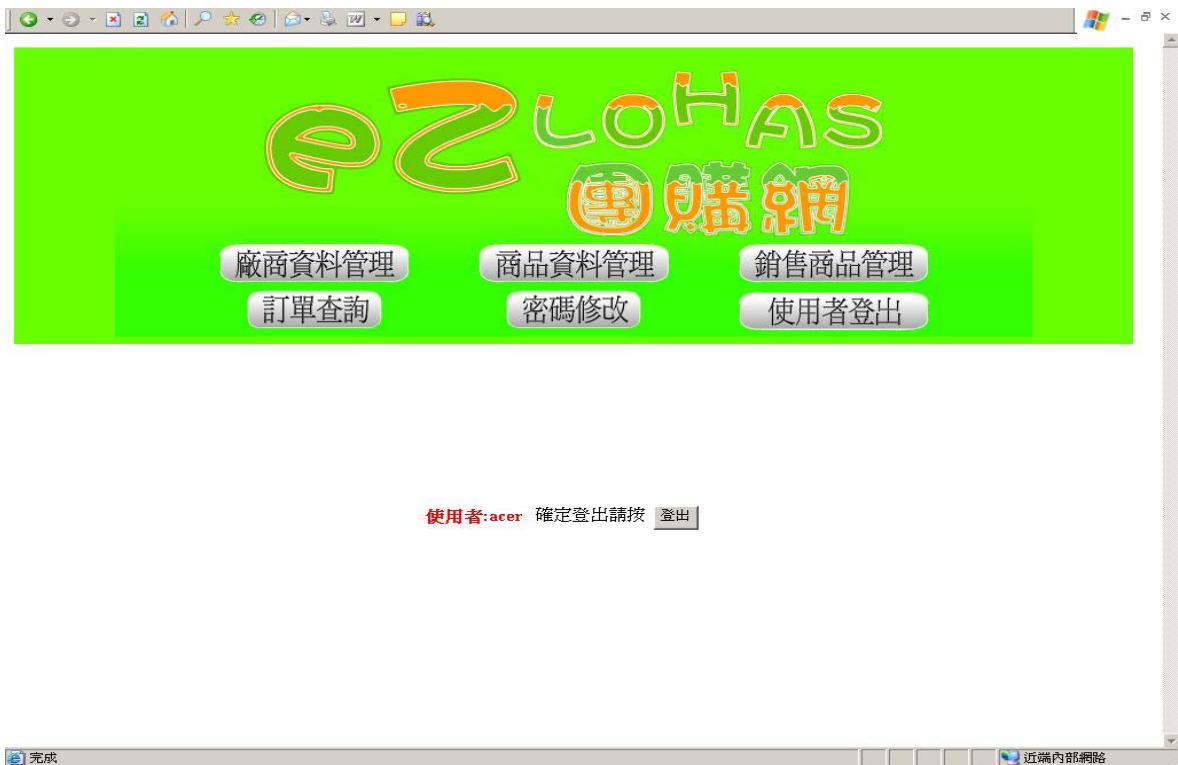 eZ LOHAS
團購網
廠商資料管理 商品資料管理 銷售商品管理
訂單查詢 密碼修改 使用者登出
使用者:acer 確定登出請按 登出
完成 近端內部網路